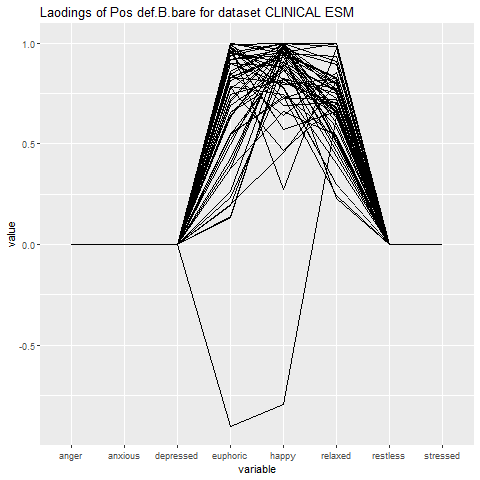 Laodings of Pos def.B.bare for dataset CLINICAL ESM
1.0
0.5
0.0
-0.5
value
anger anxious depressed euphoric happy relaxed restless stressed
variable